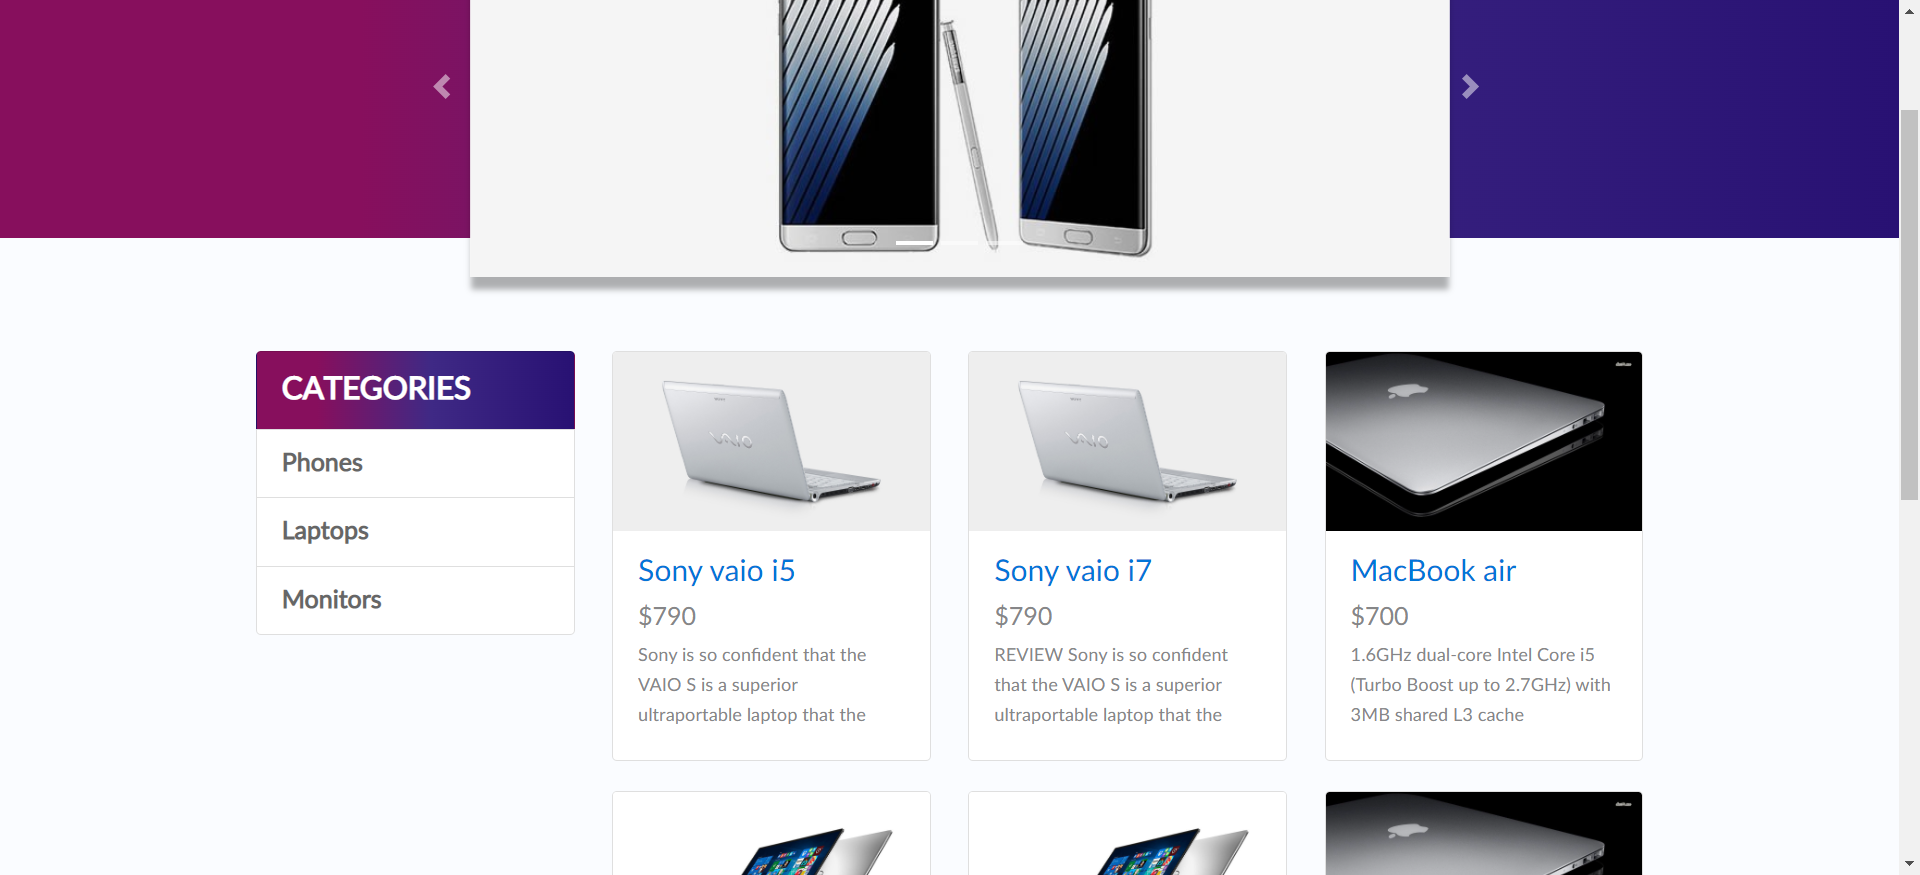 CATEGORIES
Phones
Laptops
Monitors
VAIO
Sony vaio i5
$790
Sony is so confident that the
VAIO S is a superior
ultraportable laptop that the
VAIO
Sony vaio i7
$790
REVIEW Sony is so confident
that the VAIO S is a superior
ultraportable laptop that the
MacBook air
$700
1.6GHz dual-core Intel Core i5
(Turbo Boost up to 2.7GHz) with
3MB shared L3 cache